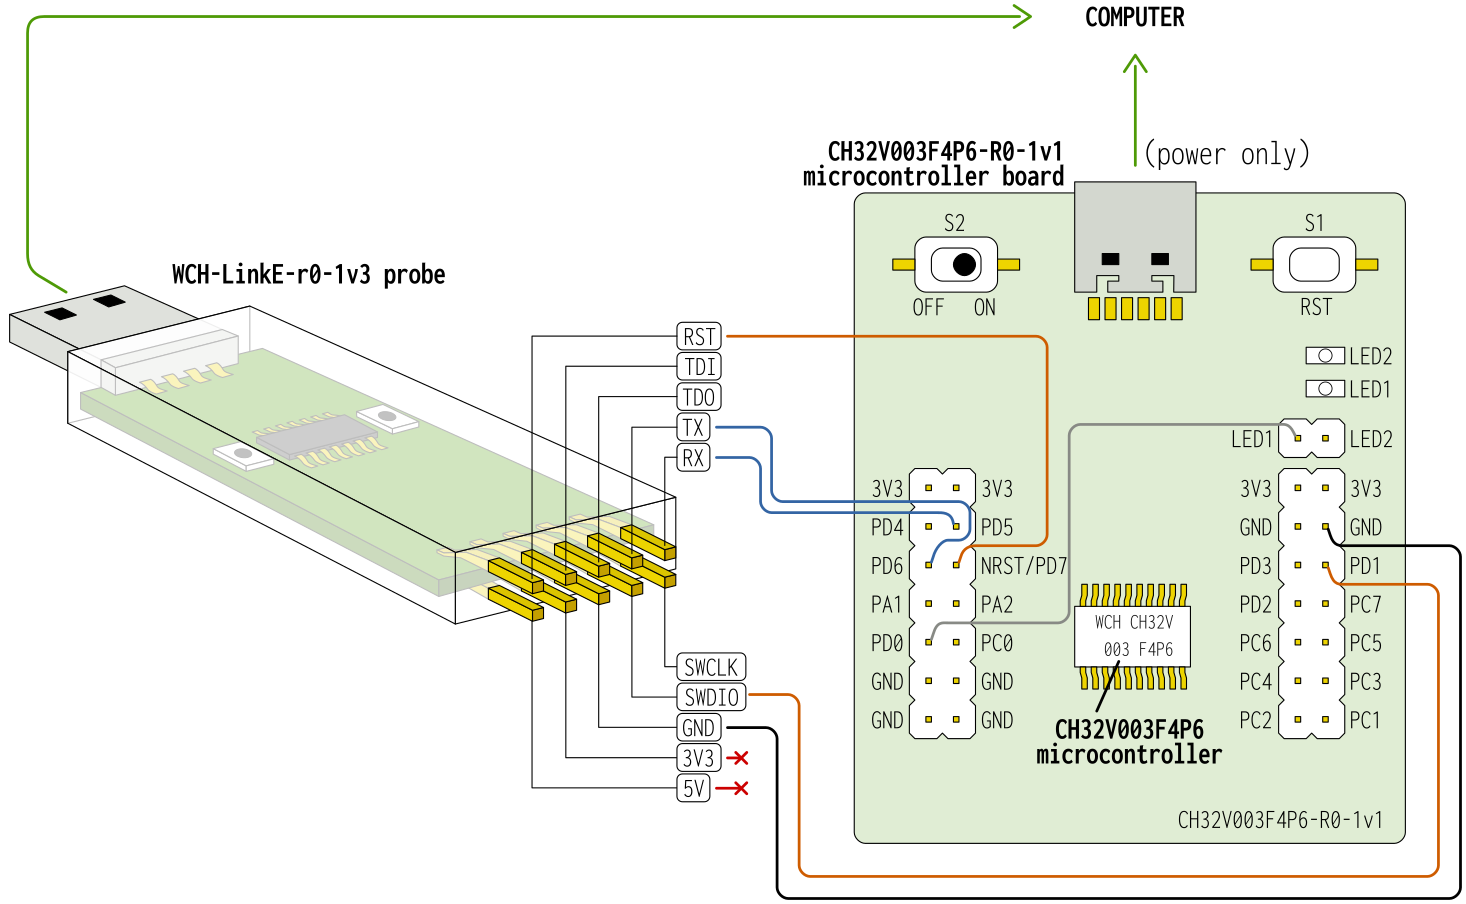 COMPUTER
(power only)
CH32V003F4P6-R0-1v1
microcontroller board
WCH-LinkE-r0-1v3 probe
S2
OFF ON
S1
RST
LED2
LED1
LED1 LED2
RST
TDI
TDO
TX
RX
SWCLK
SWDIO
GND
3V3
5V
3V3 3V3
PD4 PD5
PD6 NRST/PD7
PA1 PA2
PD0 PC0
GND GND
GND GND
3V3 3V3
GND GND
PD3 PD1
PD2 PC7
PC6 PC5
PC4 PC3
PC2 PC1
WCH CH32V
003 F4P6
CH32V003F4P6
microcontroller
CH32V003F4P6-R0-1v1